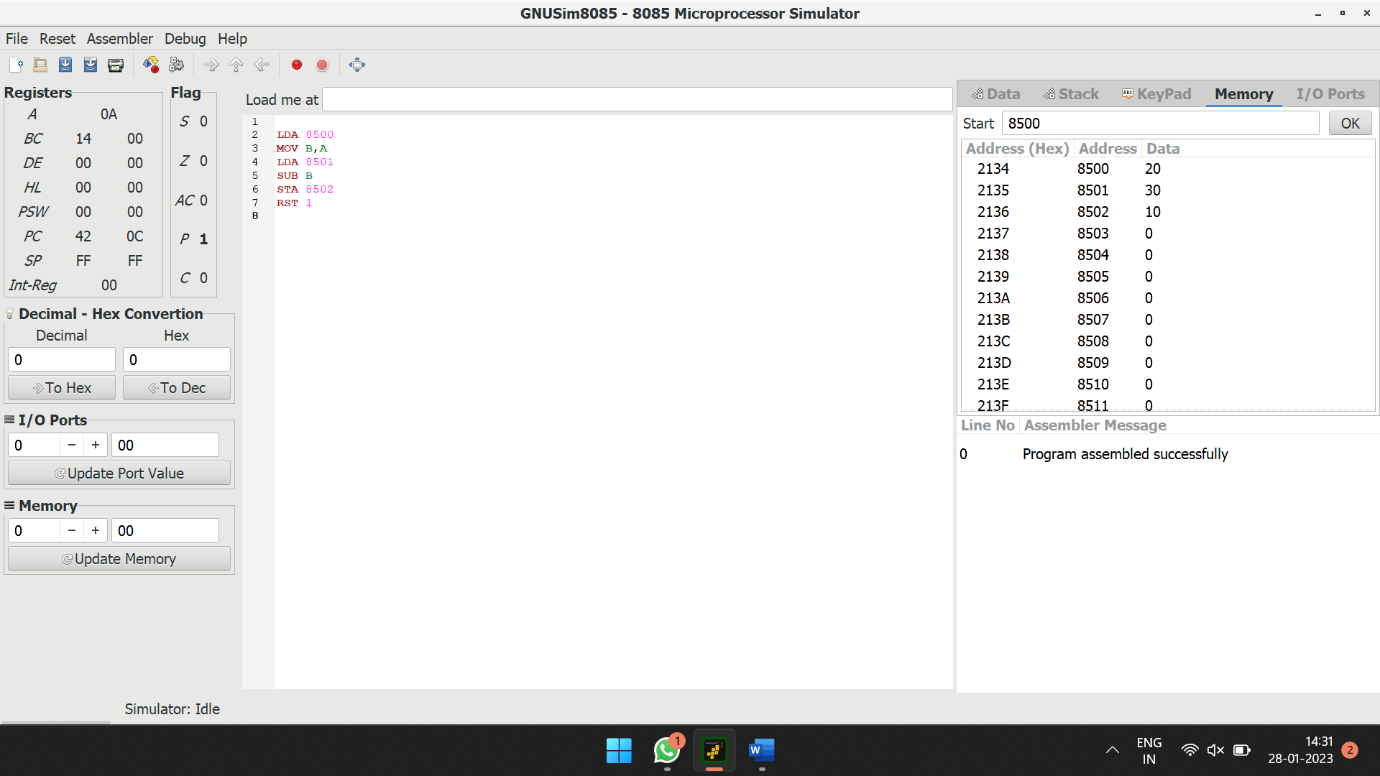 GNUSim8085 - 8085 Microprocessor Simulator
File Reset Assembler Debug Help
Registers
A 0A
BC 14 00
DE 00 00
HL 00 00
PSW 00 00
PC 42 0C
SP FF FF
Int-Reg 00
Flag
S 0
Z 0
AC 0
P 1
C 0
Decimal - Hex Convertion
Decimal Hex
0 0
To Hex To Dec
I/O Ports
0 - + 00
Update Port Value
Memory
0 - + 00
Update Memory
Simulator: Idle
Load me at
1
2 LDA 8500
3 MOV B,A
4 LDA 8501
5 SUB B
6 STA 8502
7 RST 1
8
Data Stack KeyPad Memory I/O Ports
Start 8500 OK
Address (Hex) Address Data
2134 8500 20
2135 8501 30
2136 8502 10
2137 8503 0
2138 8504 0
2139 8505 0
213A 8506 0
213B 8507 0
213C 8508 0
213D 8509 0
213E 8510 0
213F 8511 0
Line No Assembler Message
0 Program assembled successfully
1
W
ENG
IN
14:31
28-01-2023
2